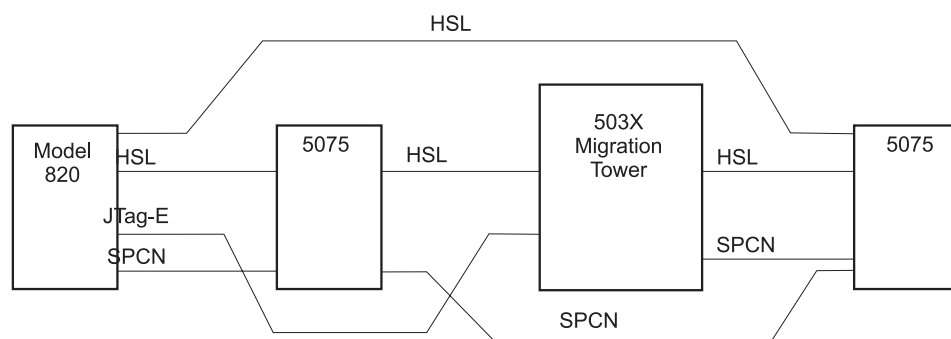 HSL
Model
820
HSL
JTag-E
SPCN
5075
HSL
503X
Migration
Tower
HSL
SPCN
5075
SPCN